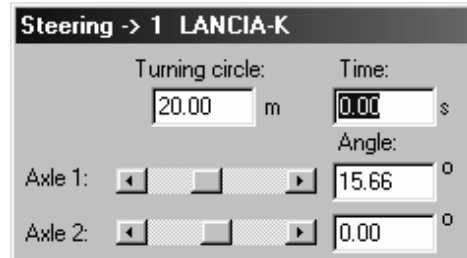 Steering -> 1 LANCIA-K
Turning circle: Time:
20.00 m 0.00 s
Angle:
Axle 1: 15.66 o
Axle 2: 0.00 o